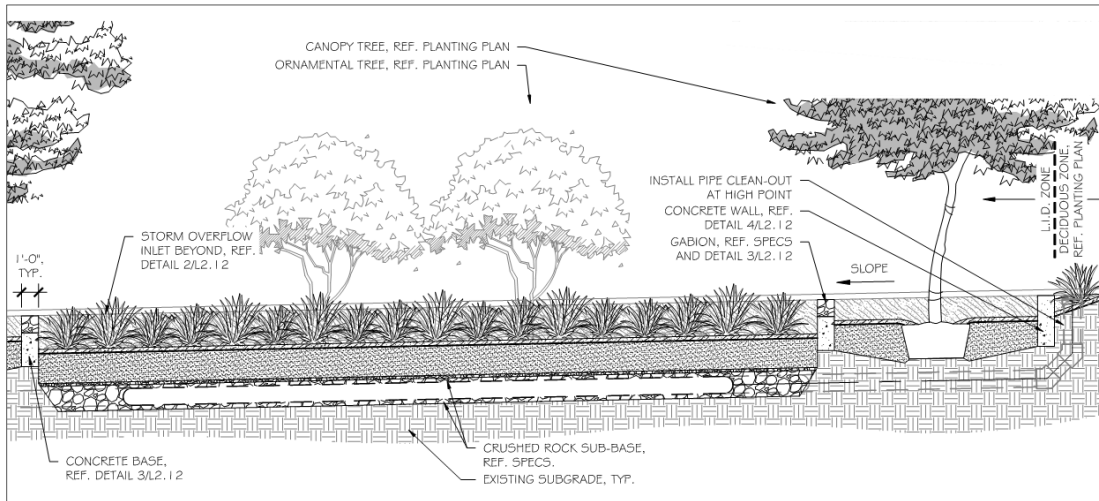 CANOPY TREE, REF. PLANTING PLAN
ORNAMENTAL TREE, REF. PLANTING PLAN
INSTALL PIPE CLEAN-OUT
AT HIGH POINT
CONCRETE WALL, REF.
DETAIL 4/L2.12
GABION, REF. SPECS
AND DETAIL 3/L2.12
L.I.D. ZONE
DECIDUOUS ZONE,
REF. PLANTING PLAN
SLOPE
STORM OVERFLOW
INLET BEYOND, REF.
DETAIL 2/L2.12
1'-0",
TYP.
CONCRETE BASE,
REF. DETAIL 3/L2.12
CRUSHED ROCK SUB-BASE,
REF. SPECS.
EXISTING SUBGRADE, TYP.